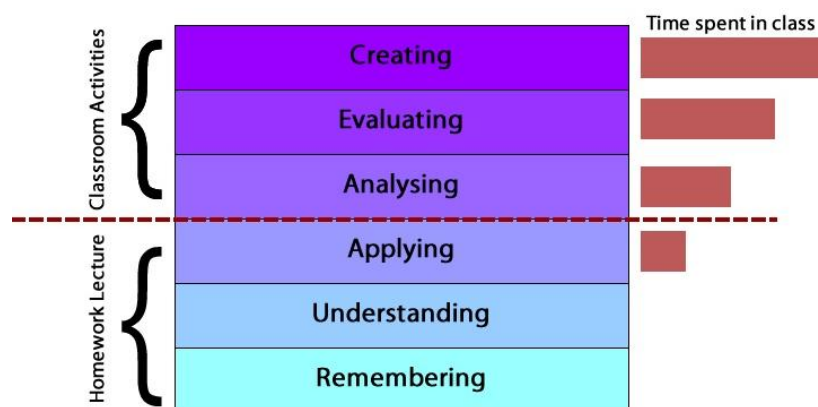 Time spent in class
Classroom Activities
Creating
Evaluating
Analysing
Homework Lecture
Applying
Understanding
Remembering